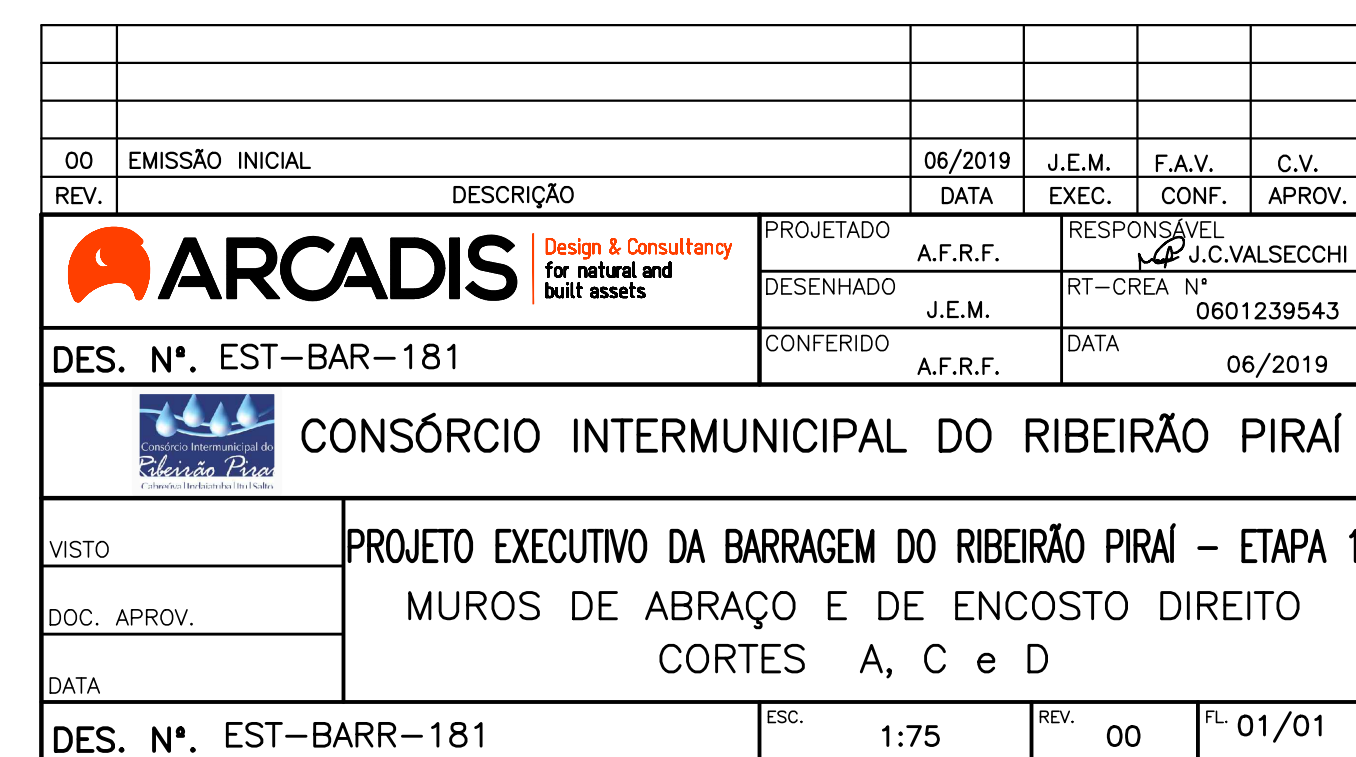 00 EMISSÃO INICIAL 06/2019 J.E.M. F.A.V. C.V.
REV. DESCRIÇÃO DATA EXEC. CONF. APROV.
ARCADIS
Design & Consultancy
for natural and
built assets
PROJETADO
A.F.R.F.
RESPONSÁVEL
J.C.VALSECCHI
DESENHADO
J.E.M.
RT-CREA Nº
0601239543
DES. Nº. EST-BAR-181
CONFERIDO
A.F.R.F.
DATA
06/2019
Consórcio Intermunicipal do
Ribeirão Piraí
Cabreúva | Indaiatuba | Itu | Salto
CONSÓRCIO INTERMUNICIPAL DO RIBEIRÃO PIRAÍ
VISTO
DOC. APROV.
DATA
PROJETO EXECUTIVO DA BARRAGEM DO RIBEIRÃO PIRAÍ - ETAPA 1
MUROS DE ABRAÇO E DE ENCOSTO DIREITO
CORTES A, C e D
DES. Nº. EST-BARR-181
ESC.
1:75
REV.
00
FL. 01/01